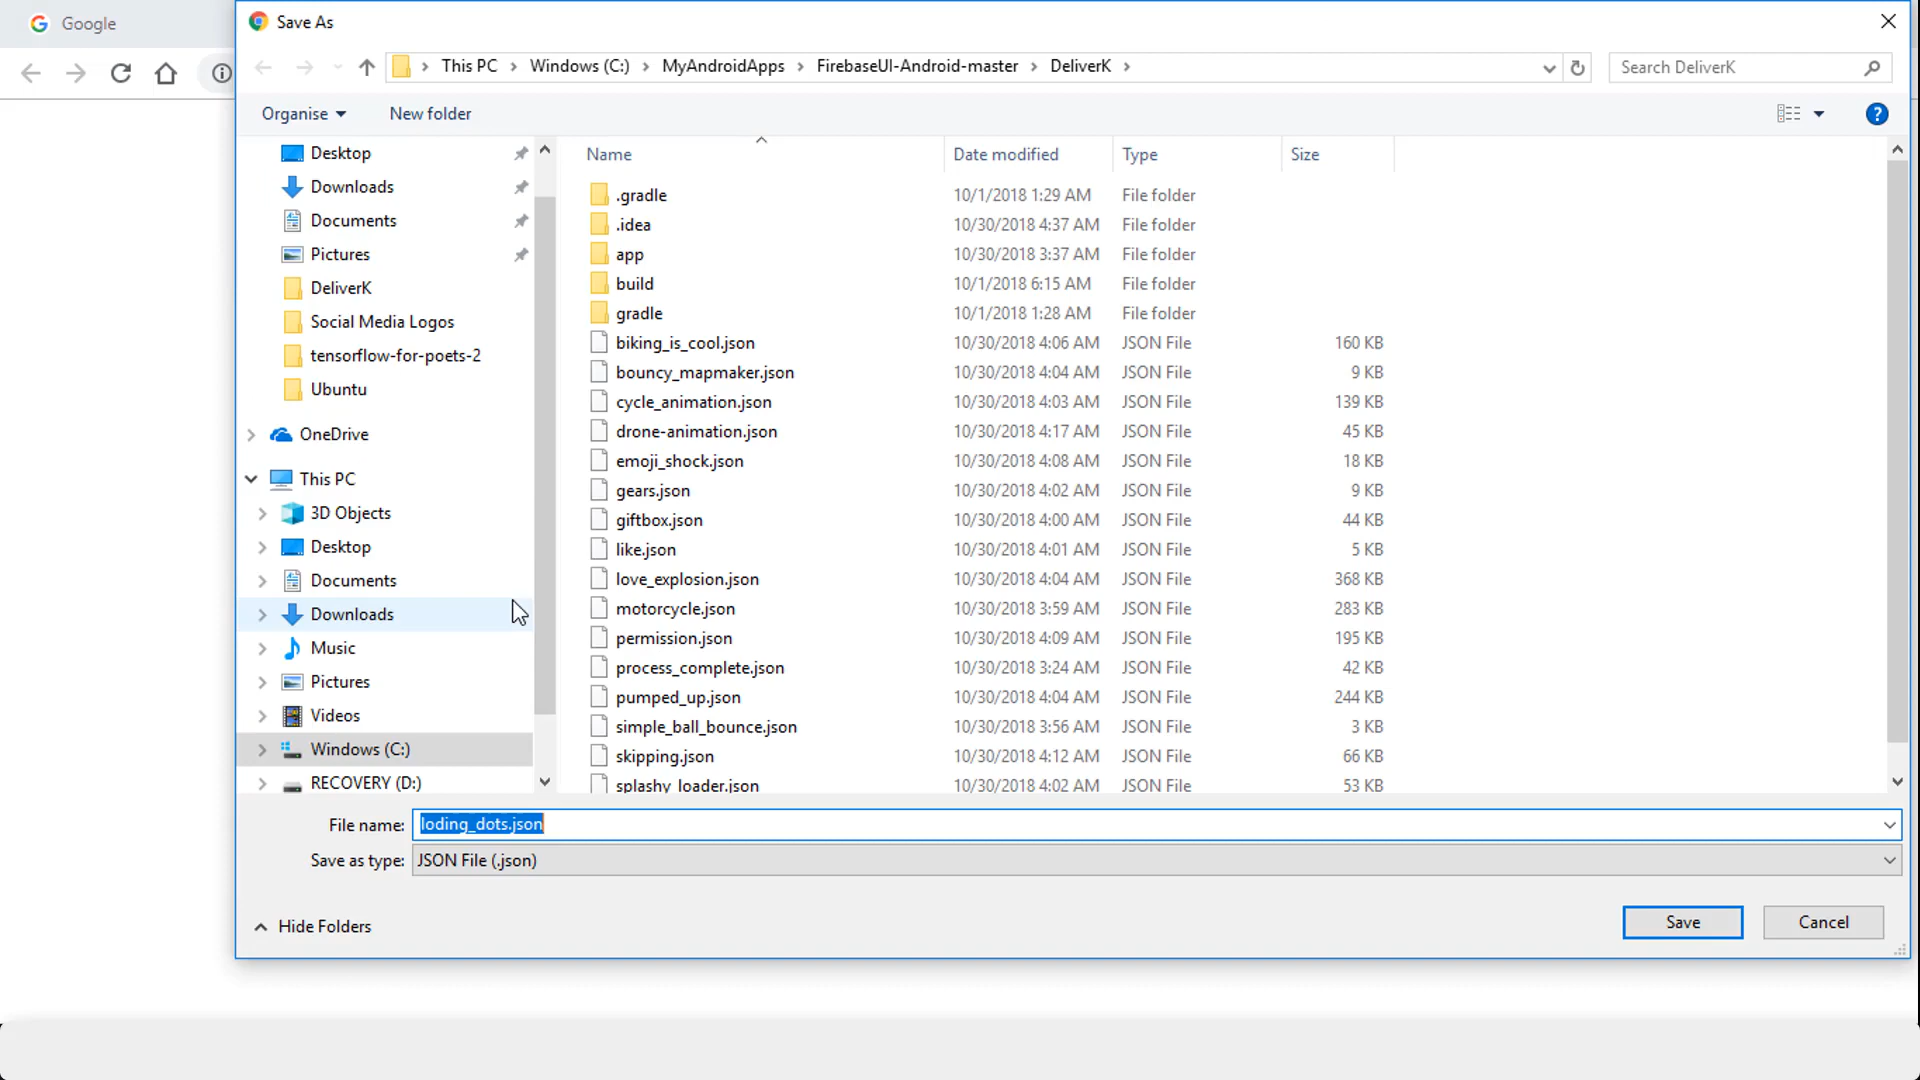 Google
Save As
This PC > Windows (C:) > MyAndroidApps > FirebaseUI-Android-master > DeliverK >
Search DeliverK
Organise
New folder
?
Desktop
Downloads
Documents
Pictures
DeliverK
Social Media Logos
tensorflow-for-poets-2
Ubuntu
OneDrive
This PC
3D Objects
Desktop
Documents
Downloads
Music
Pictures
Videos
Windows (C:)
RECOVERY (D:)
Name Date modified Type Size
.gradle 10/1/2018 1:29 AM File folder
.idea 10/30/2018 4:37 AM File folder
app 10/30/2018 3:37 AM File folder
build 10/1/2018 6:15 AM File folder
gradle 10/1/2018 1:28 AM File folder
biking_is_cool.json 10/30/2018 4:06 AM JSON File 160 KB
bouncy_mapmaker.json 10/30/2018 4:04 AM JSON File 9 KB
cycle_animation.json 10/30/2018 4:03 AM JSON File 139 KB
drone-animation.json 10/30/2018 4:17 AM JSON File 45 KB
emoji_shock.json 10/30/2018 4:08 AM JSON File 18 KB
gears.json 10/30/2018 4:02 AM JSON File 9 KB
giftbox.json 10/30/2018 4:00 AM JSON File 44 KB
like.json 10/30/2018 4:01 AM JSON File 5 KB
love_explosion.json 10/30/2018 4:04 AM JSON File 368 KB
motorcycle.json 10/30/2018 3:59 AM JSON File 283 KB
permission.json 10/30/2018 4:09 AM JSON File 195 KB
process_complete.json 10/30/2018 3:24 AM JSON File 42 KB
pumped_up.json 10/30/2018 4:04 AM JSON File 244 KB
simple_ball_bounce.json 10/30/2018 3:56 AM JSON File 3 KB
skipping.json 10/30/2018 4:12 AM JSON File 66 KB
splashy_loader.json 10/30/2018 4:02 AM JSON File 53 KB
File name: loding_dots.json
Save as type: JSON File (.json)
Hide Folders
Save
Cancel